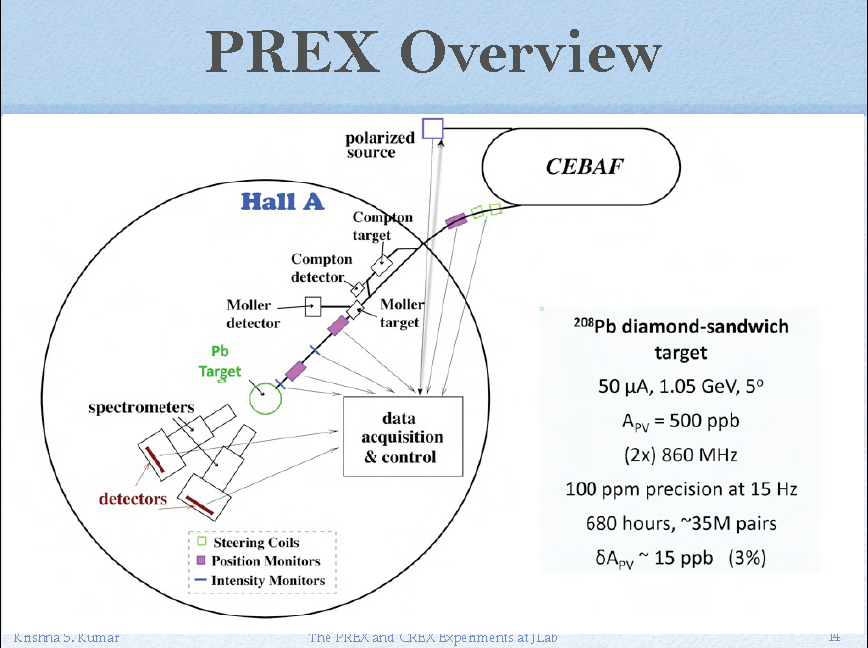 PREX Overview
polarized
source
CEBAF
Hall A
Compton
target
Compton
detector
Moller
detector
Moller
target
Pb
Target
spectrometers
data
acquisition
& control
detectors
Steering Coils
Position Monitors
Intensity Monitors
²⁰⁸Pb diamond-sandwich
target
50 µA, 1.05 GeV, 5º
A_PV = 500 ppb
(2x) 860 MHz
100 ppm precision at 15 Hz
680 hours, ~35M pairs
δA_PV ~ 15 ppb (3%)
Krishna S. Kumar
The PREX and CREX Experiments at JLab
14